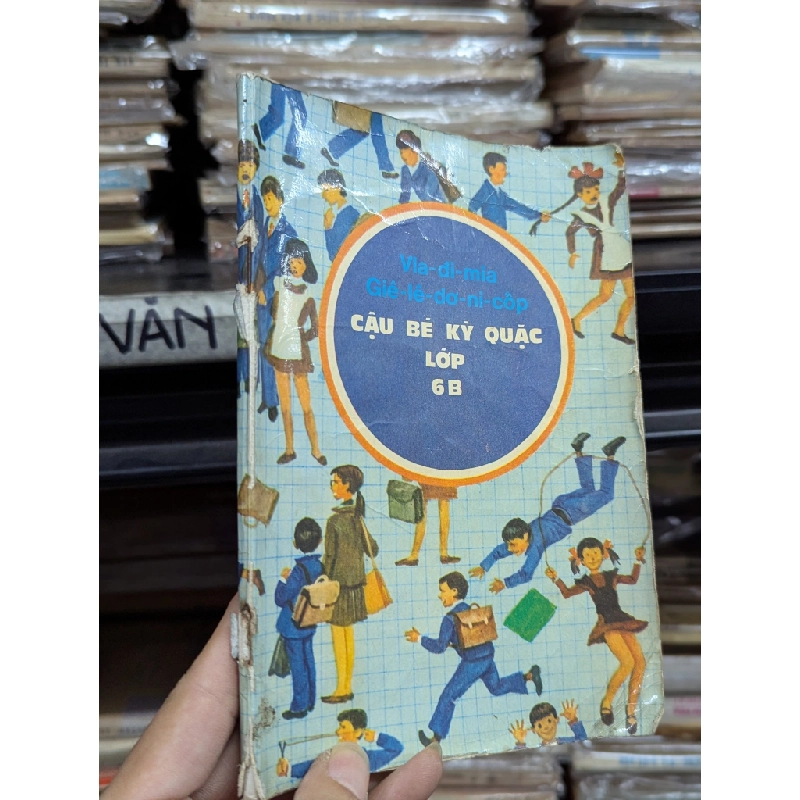 Vla-đi-mia
Giê-lê-dơ-ni-cốp
CẬU BÉ KỲ QUẶC
LỚP
6B
VĂN